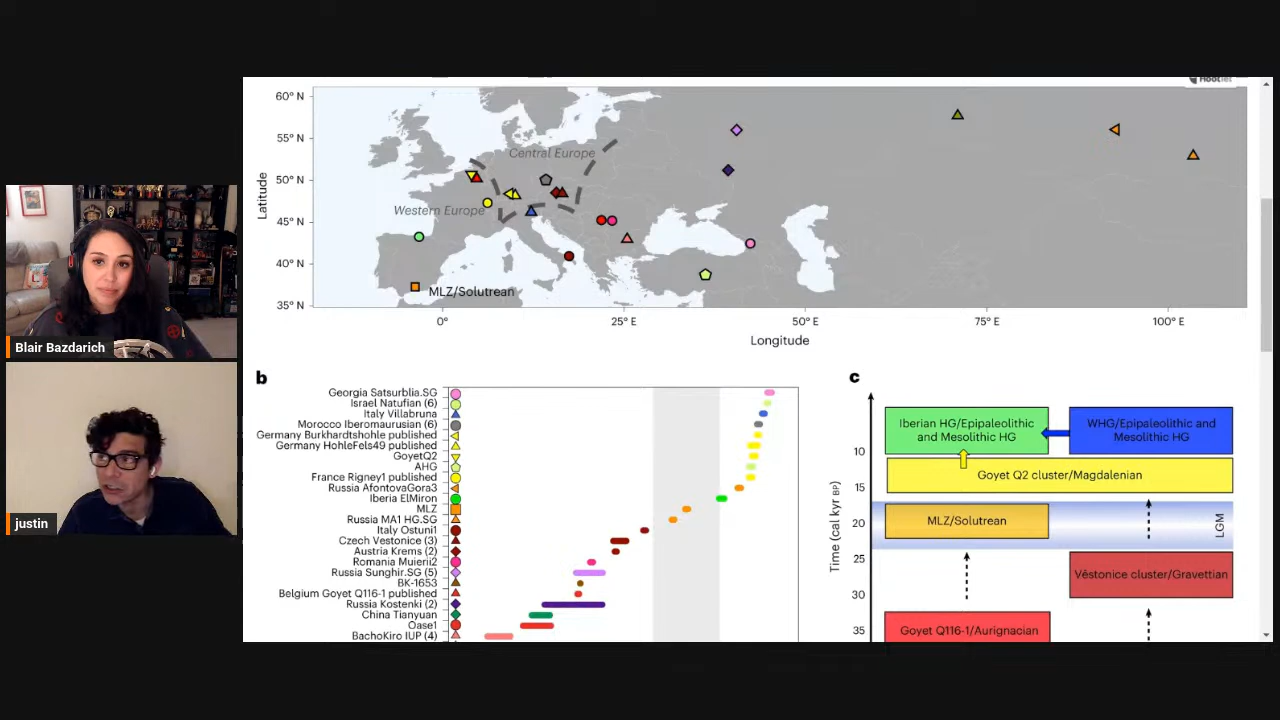 HootLet
60° N
55° N
50° N
45° N
40° N
35° N
Latitude
Central Europe
Western Europe
MLZ/Solutrean
0°
25° E
50° E
75° E
100° E
Longitude
Blair Bazdarich
justin
b
Georgia Satsurblia.SG
Israel Natufian (6)
Italy Villabruna
Morocco Iberomaurusian (6)
Germany Burkhardtshohle published
Germany HohleFels49 published
GoyetQ2
AHG
France Rigney1 published
Russia AfontovaGora3
Iberia ElMiron
MLZ
Russia MA1 HG.SG
Italy Ostuni1
Czech Vestonice (3)
Austria Krems (2)
Romania Muierii2
Russia Sunghir.SG (5)
BK-1653
Belgium Goyet Q116-1 published
Russia Kostenki (2)
China Tianyuan
Oase1
BachoKiro IUP (4)
c
Time (cal kyr BP)
10
15
20
25
30
35
Iberian HG/Epipaleolithic
and Mesolithic HG
WHG/Epipaleolithic and
Mesolithic HG
Goyet Q2 cluster/Magdalenian
MLZ/Solutrean
LGM
Věstonice cluster/Gravettian
Goyet Q116-1/Aurignacian